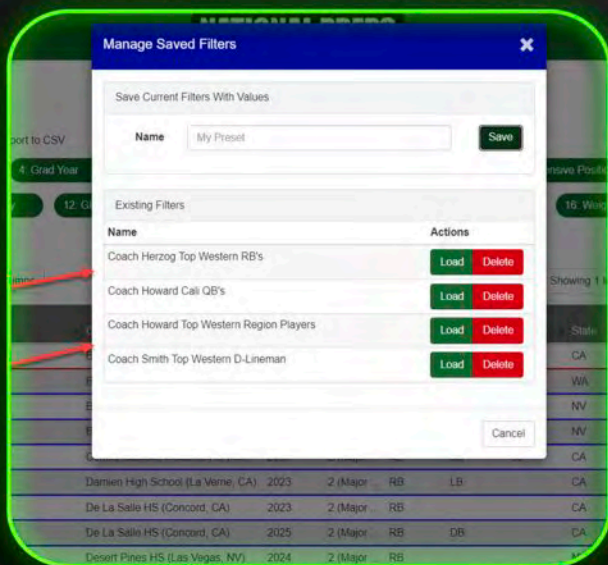 NATIONAL PREPS
Manage Saved Filters ×
Save Current Filters With Values
Name My Preset Save
port to CSV
4: Grad Year
ensive Positio
12: G
16: Weig
Existing Filters
Name Actions
Coach Herzog Top Western RB's Load Delete
Showing 1
Coach Howard Cali QB's Load Delete
Coach Howard Top Western Region Players Load Delete
State
Coach Smith Top Western D-Lineman Load Delete
CA
WA
NV
NV
Cancel
CA
Damien High School (La Verne, CA) 2023 2 (Major ... RB LB CA
De La Salle HS (Concord, CA) 2023 2 (Major ... RB CA
De La Salle HS (Concord, CA) 2025 2 (Major ... RB DB CA
Desert Pines HS (Las Vegas, NV) 2024 2 (Major ... RB